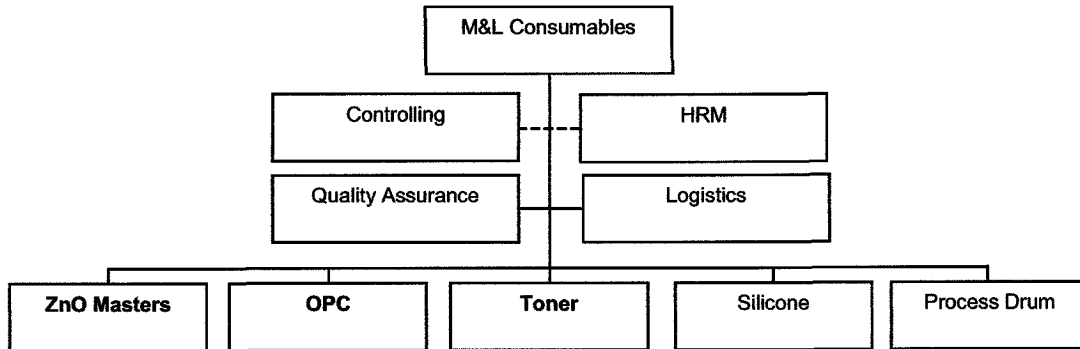 M&L Consumables
Controlling
HRM
Quality Assurance
Logistics
ZnO Masters
OPC
Toner
Silicone
Process Drum